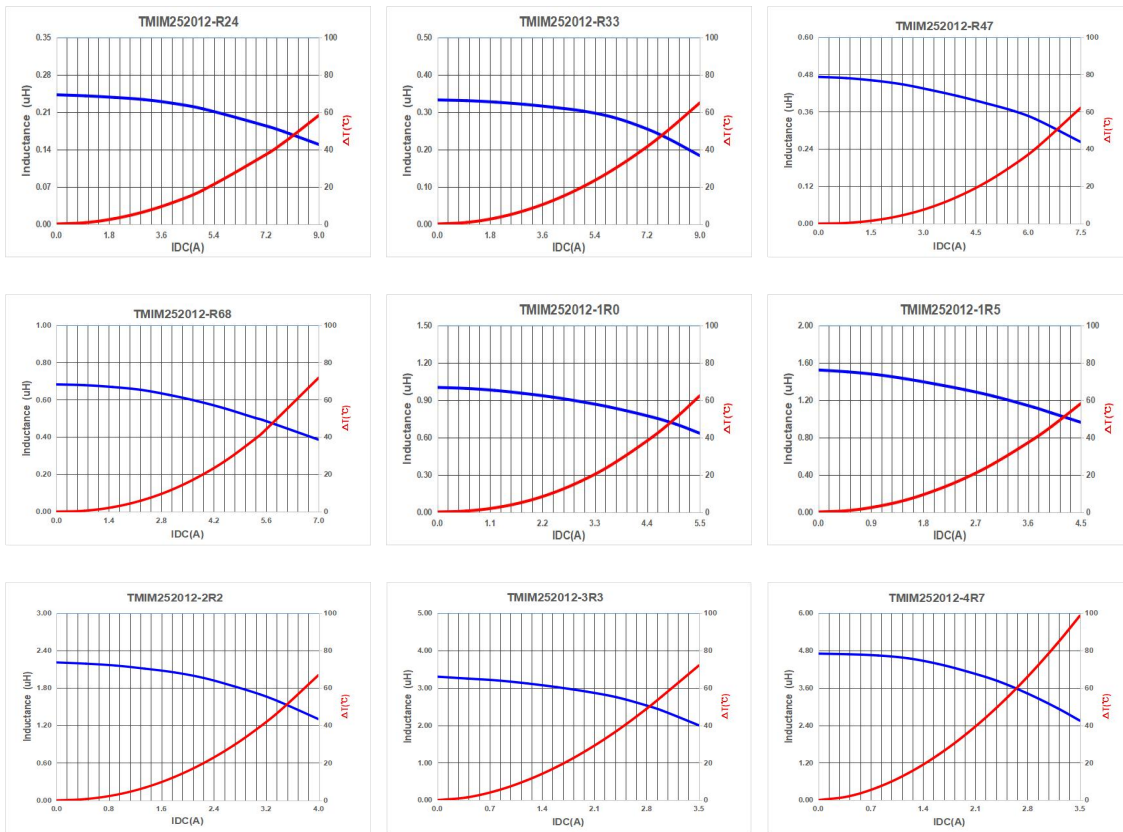 TMIM252012-R24
0.35
0.28
0.21
0.14
0.07
0.00
100
80
60
40
20
0
0.0 1.8 3.6 5.4 7.2 9.0
Inductance (uH)
ΔT(℃)
IDC(A)
TMIM252012-R33
0.50
0.40
0.30
0.20
0.10
0.00
100
80
60
40
20
0
0.0 1.8 3.6 5.4 7.2 9.0
Inductance (uH)
ΔT(℃)
IDC(A)
TMIM252012-R47
0.60
0.48
0.36
0.24
0.12
0.00
100
80
60
40
20
0
0.0 1.5 3.0 4.5 6.0 7.5
Inductance (uH)
ΔT(℃)
IDC(A)
TMIM252012-R68
1.00
0.80
0.60
0.40
0.20
0.00
100
80
60
40
20
0
0.0 1.4 2.8 4.2 5.6 7.0
Inductance (uH)
ΔT(℃)
IDC(A)
TMIM252012-1R0
1.50
1.20
0.90
0.60
0.30
0.00
100
80
60
40
20
0
0.0 1.1 2.2 3.3 4.4 5.5
Inductance (uH)
ΔT(℃)
IDC(A)
TMIM252012-1R5
2.00
1.60
1.20
0.80
0.40
0.00
100
80
60
40
20
0
0.0 0.9 1.8 2.7 3.6 4.5
Inductance (uH)
ΔT(℃)
IDC(A)
TMIM252012-2R2
3.00
2.40
1.80
1.20
0.60
0.00
100
80
60
40
20
0
0.0 0.8 1.6 2.4 3.2 4.0
Inductance (uH)
ΔT(℃)
IDC(A)
TMIM252012-3R3
5.00
4.00
3.00
2.00
1.00
0.00
100
80
60
40
20
0
0.0 0.7 1.4 2.1 2.8 3.5
Inductance (uH)
ΔT(℃)
IDC(A)
TMIM252012-4R7
6.00
4.80
3.60
2.40
1.20
0.00
100
80
60
40
20
0
0.0 0.7 1.4 2.1 2.8 3.5
Inductance (uH)
ΔT(℃)
IDC(A)